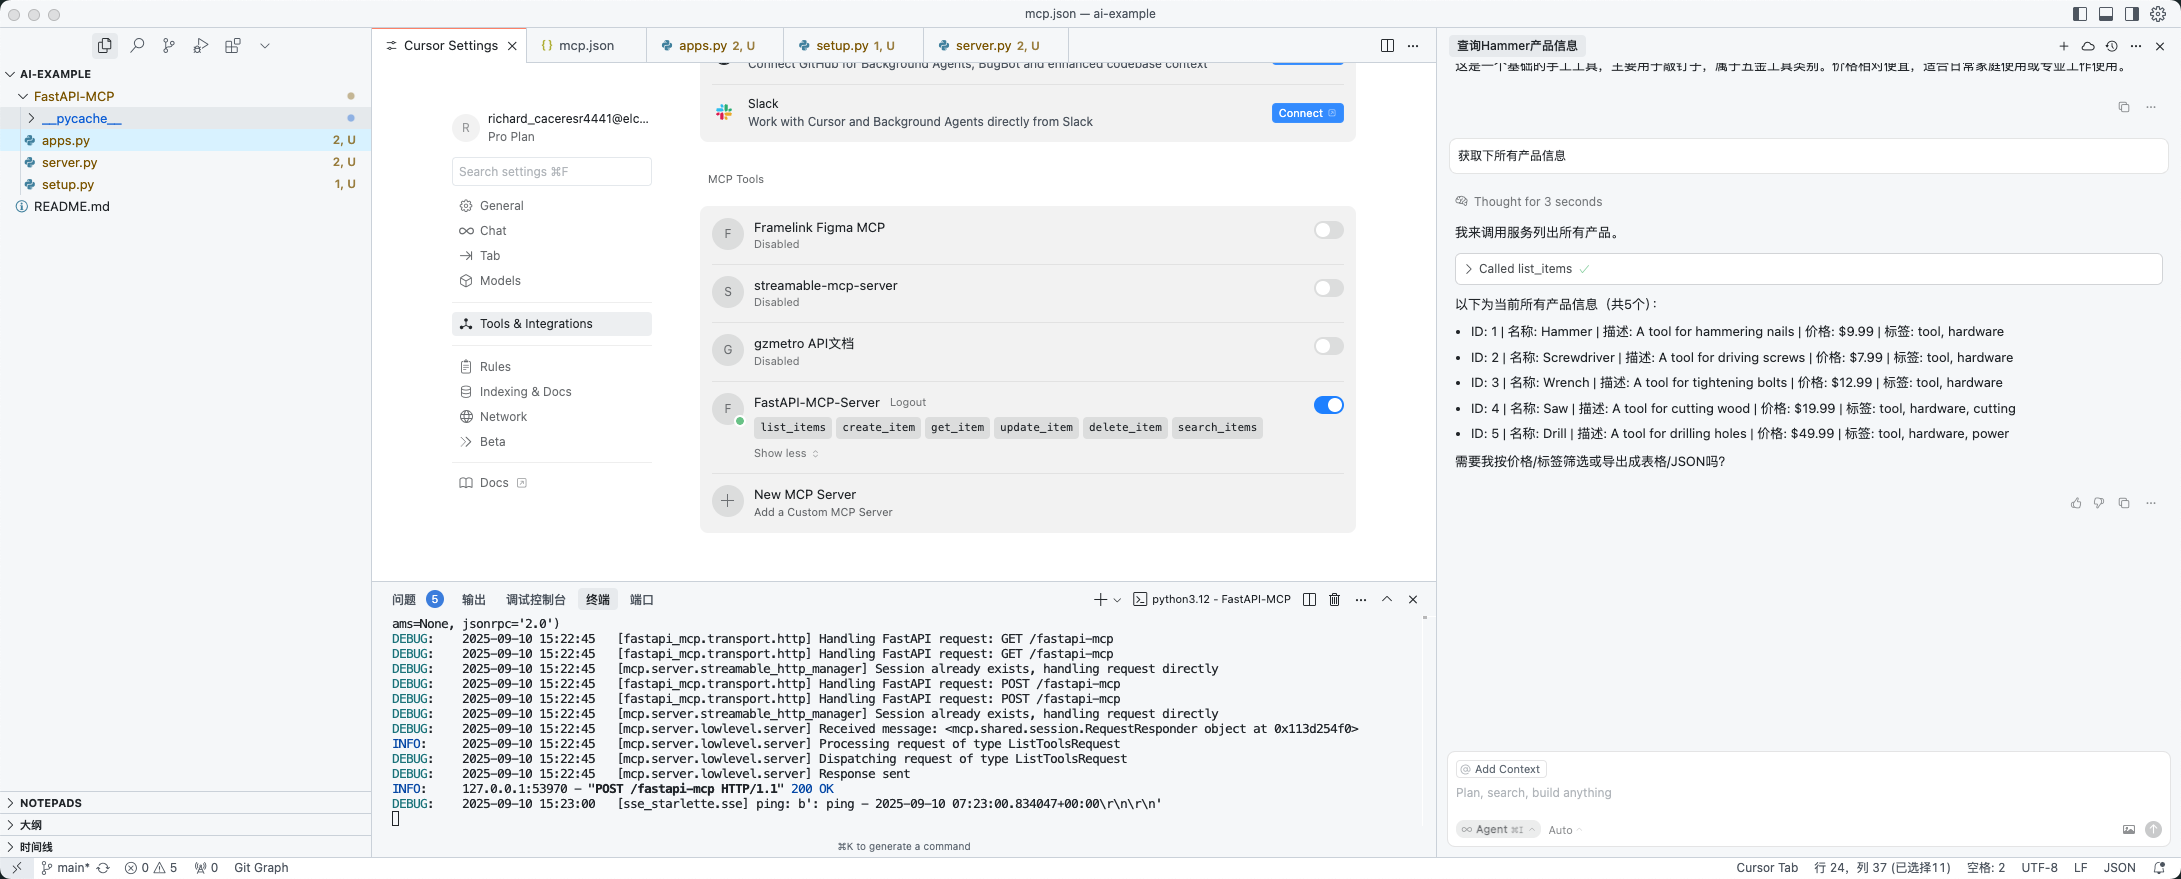 mcp.json — ai-example
AI-EXAMPLE
FastAPI-MCP
__pycache__
apps.py 2, U
server.py 2, U
setup.py 1, U
README.md
NOTEPADS
大纲
时间线
Cursor Settings
{} mcp.json
apps.py 2, U
setup.py 1, U
server.py 2, U
R
richard_caceresr4441@elc...
Pro Plan
Search settings ⌘F
General
Chat
Tab
Models
Tools & Integrations
Rules
Indexing & Docs
Network
Beta
Docs
Connect GitHub for Background Agents, BugBot and enhanced codebase context
Slack
Work with Cursor and Background Agents directly from Slack
Connect
MCP Tools
F
Framelink Figma MCP
Disabled
S
streamable-mcp-server
Disabled
G
gzmetro API文档
Disabled
F
FastAPI-MCP-Server Logout
list_items create_item get_item update_item delete_item search_items
Show less
New MCP Server
Add a Custom MCP Server
问题 5 输出 调试控制台 终端 端口
python3.12 - FastAPI-MCP
ams=None, jsonrpc='2.0')
DEBUG: 2025-09-10 15:22:45 [fastapi_mcp.transport.http] Handling FastAPI request: GET /fastapi-mcp
DEBUG: 2025-09-10 15:22:45 [fastapi_mcp.transport.http] Handling FastAPI request: GET /fastapi-mcp
DEBUG: 2025-09-10 15:22:45 [mcp.server.streamable_http_manager] Session already exists, handling request directly
DEBUG: 2025-09-10 15:22:45 [fastapi_mcp.transport.http] Handling FastAPI request: POST /fastapi-mcp
DEBUG: 2025-09-10 15:22:45 [fastapi_mcp.transport.http] Handling FastAPI request: POST /fastapi-mcp
DEBUG: 2025-09-10 15:22:45 [mcp.server.streamable_http_manager] Session already exists, handling request directly
DEBUG: 2025-09-10 15:22:45 [mcp.server.lowlevel.server] Received message: <mcp.shared.session.RequestResponder object at 0x113d254f0>
INFO: 2025-09-10 15:22:45 [mcp.server.lowlevel.server] Processing request of type ListToolsRequest
DEBUG: 2025-09-10 15:22:45 [mcp.server.lowlevel.server] Dispatching request of type ListToolsRequest
DEBUG: 2025-09-10 15:22:45 [mcp.server.lowlevel.server] Response sent
INFO: 127.0.0.1:53970 - "POST /fastapi-mcp HTTP/1.1" 200 OK
DEBUG: 2025-09-10 15:23:00 [sse_starlette.sse] ping: b': ping - 2025-09-10 07:23:00.834047+00:00\r\n\r\n'
⌘K to generate a command
查询Hammer产品信息
这是一个基础的手工工具，主要用于敲钉子，属于五金工具类别。价格相对便宜，适合日常家庭使用或专业工作使用。
获取下所有产品信息
Thought for 3 seconds
我来调用服务列出所有产品。
Called list_items
以下为当前所有产品信息（共5个）：
• ID: 1 | 名称: Hammer | 描述: A tool for hammering nails | 价格: $9.99 | 标签: tool, hardware
• ID: 2 | 名称: Screwdriver | 描述: A tool for driving screws | 价格: $7.99 | 标签: tool, hardware
• ID: 3 | 名称: Wrench | 描述: A tool for tightening bolts | 价格: $12.99 | 标签: tool, hardware
• ID: 4 | 名称: Saw | 描述: A tool for cutting wood | 价格: $19.99 | 标签: tool, hardware, cutting
• ID: 5 | 名称: Drill | 描述: A tool for drilling holes | 价格: $49.99 | 标签: tool, hardware, power
需要我按价格/标签筛选或导出成表格/JSON吗？
@ Add Context
Plan, search, build anything
∞ Agent ⌘I Auto
main* 0 5 0 Git Graph
Cursor Tab 行 24，列 37 (已选择11) 空格: 2 UTF-8 LF JSON